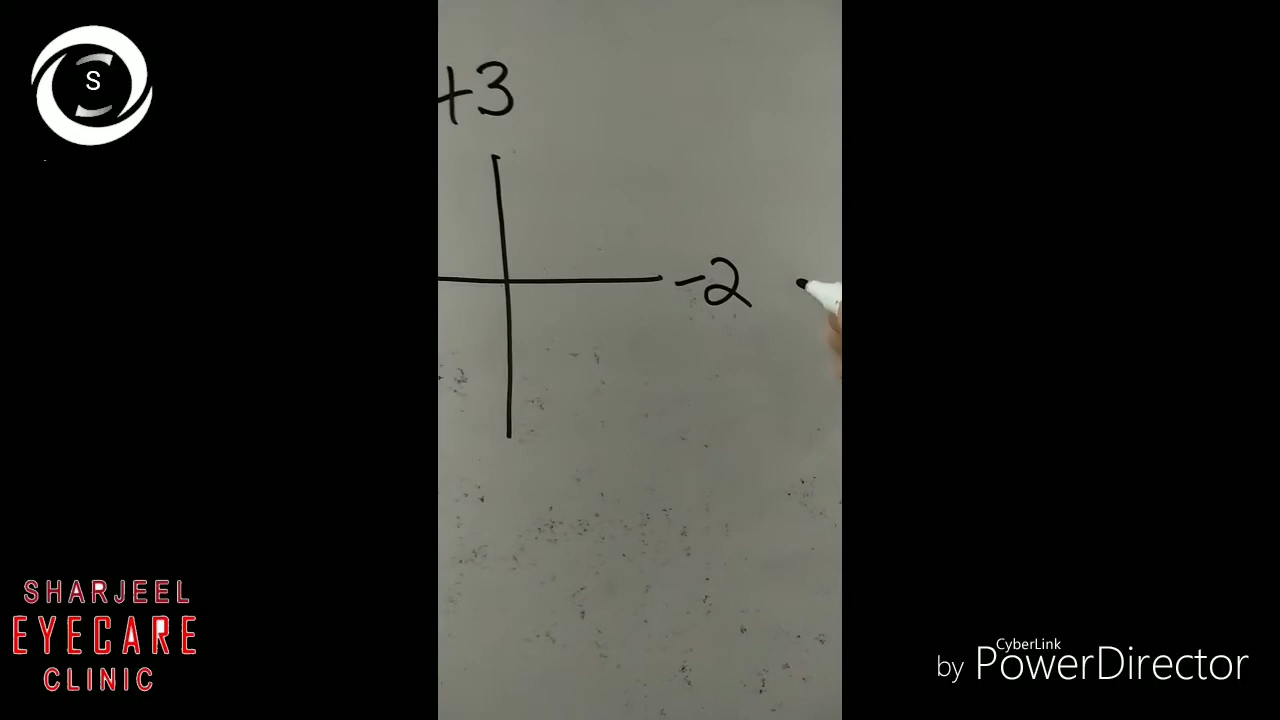 S
+3
-2
SHARJEEL
EYECARE
CLINIC
CyberLink
by PowerDirector